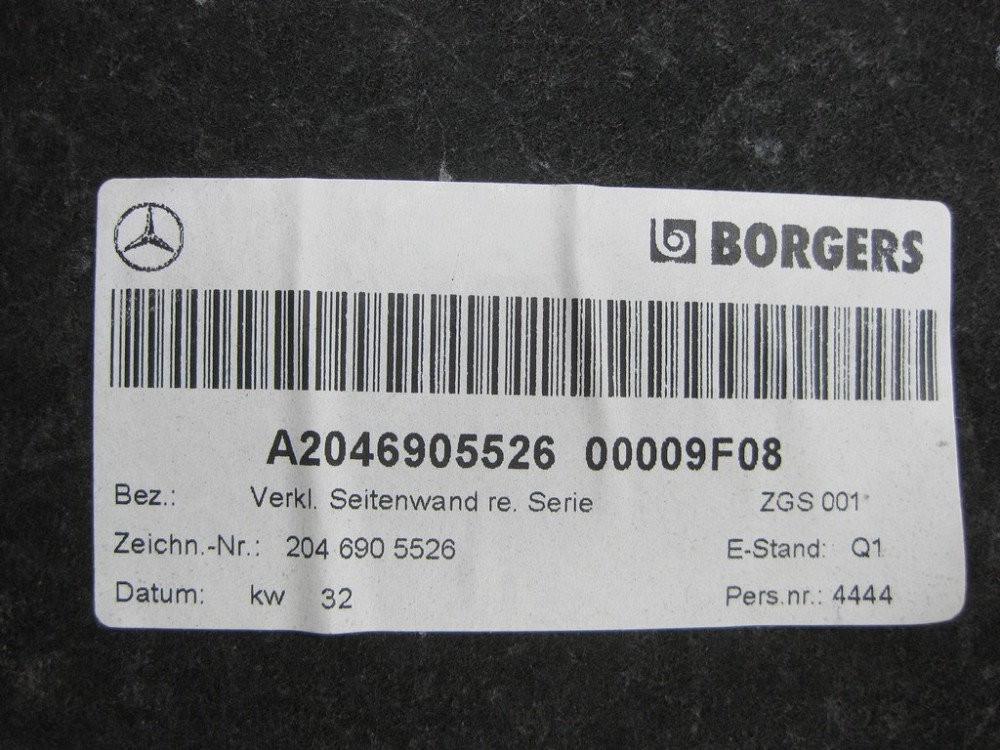 BORGERS
A2046905526 00009F08
Bez.: Verkl. Seitenwand re. Serie ZGS 001
Zeichn.-Nr.: 204 690 5526 E-Stand: Q1
Datum: kw 32 Pers.nr.: 4444